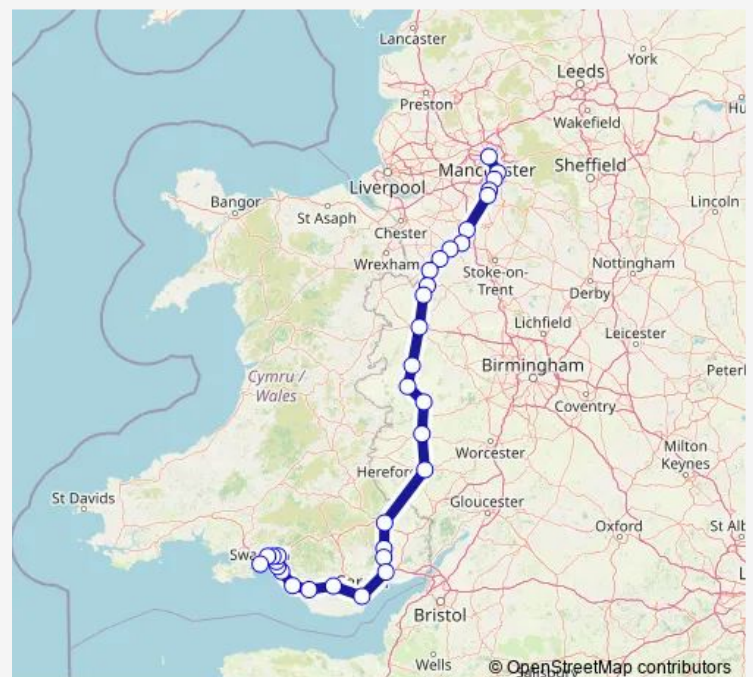 Lancaster
York
Leeds
Preston
Wakefield
Manchester
Sheffield
Liverpool
Bangor
St Asaph
Lincoln
Chester
Wrexham
Stoke-on-
Trent
Nottingham
Derby
Lichfield
Leicester
Birmingham
Cymru /
Wales
Coventry
Worcester
Milton
Keynes
Hereford
St Davids
Gloucester
Oxford
Bristol
Wells
© OpenStreetMap contributors